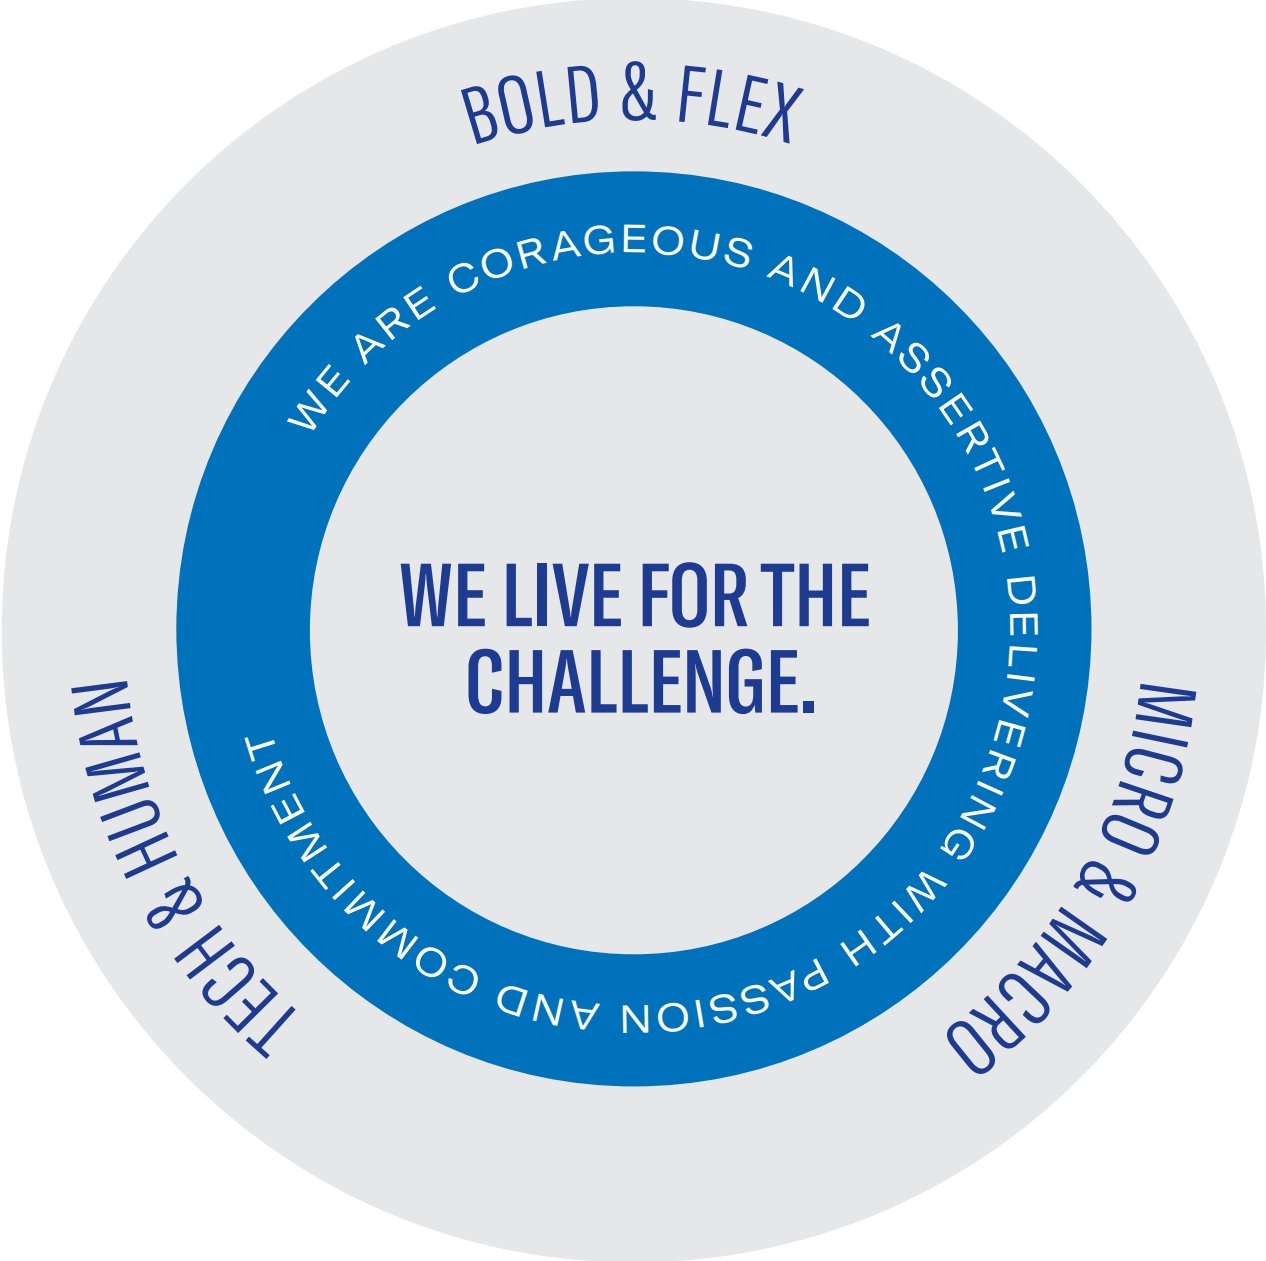 BOLD & FLEX
WE ARE CORAGEOUS AND ASSERTIVE DELIVERING WITH PASSION AND COMMITMENT
WE LIVE FOR THE
CHALLENGE.
MICRO & MACRO
TECH & HUMAN